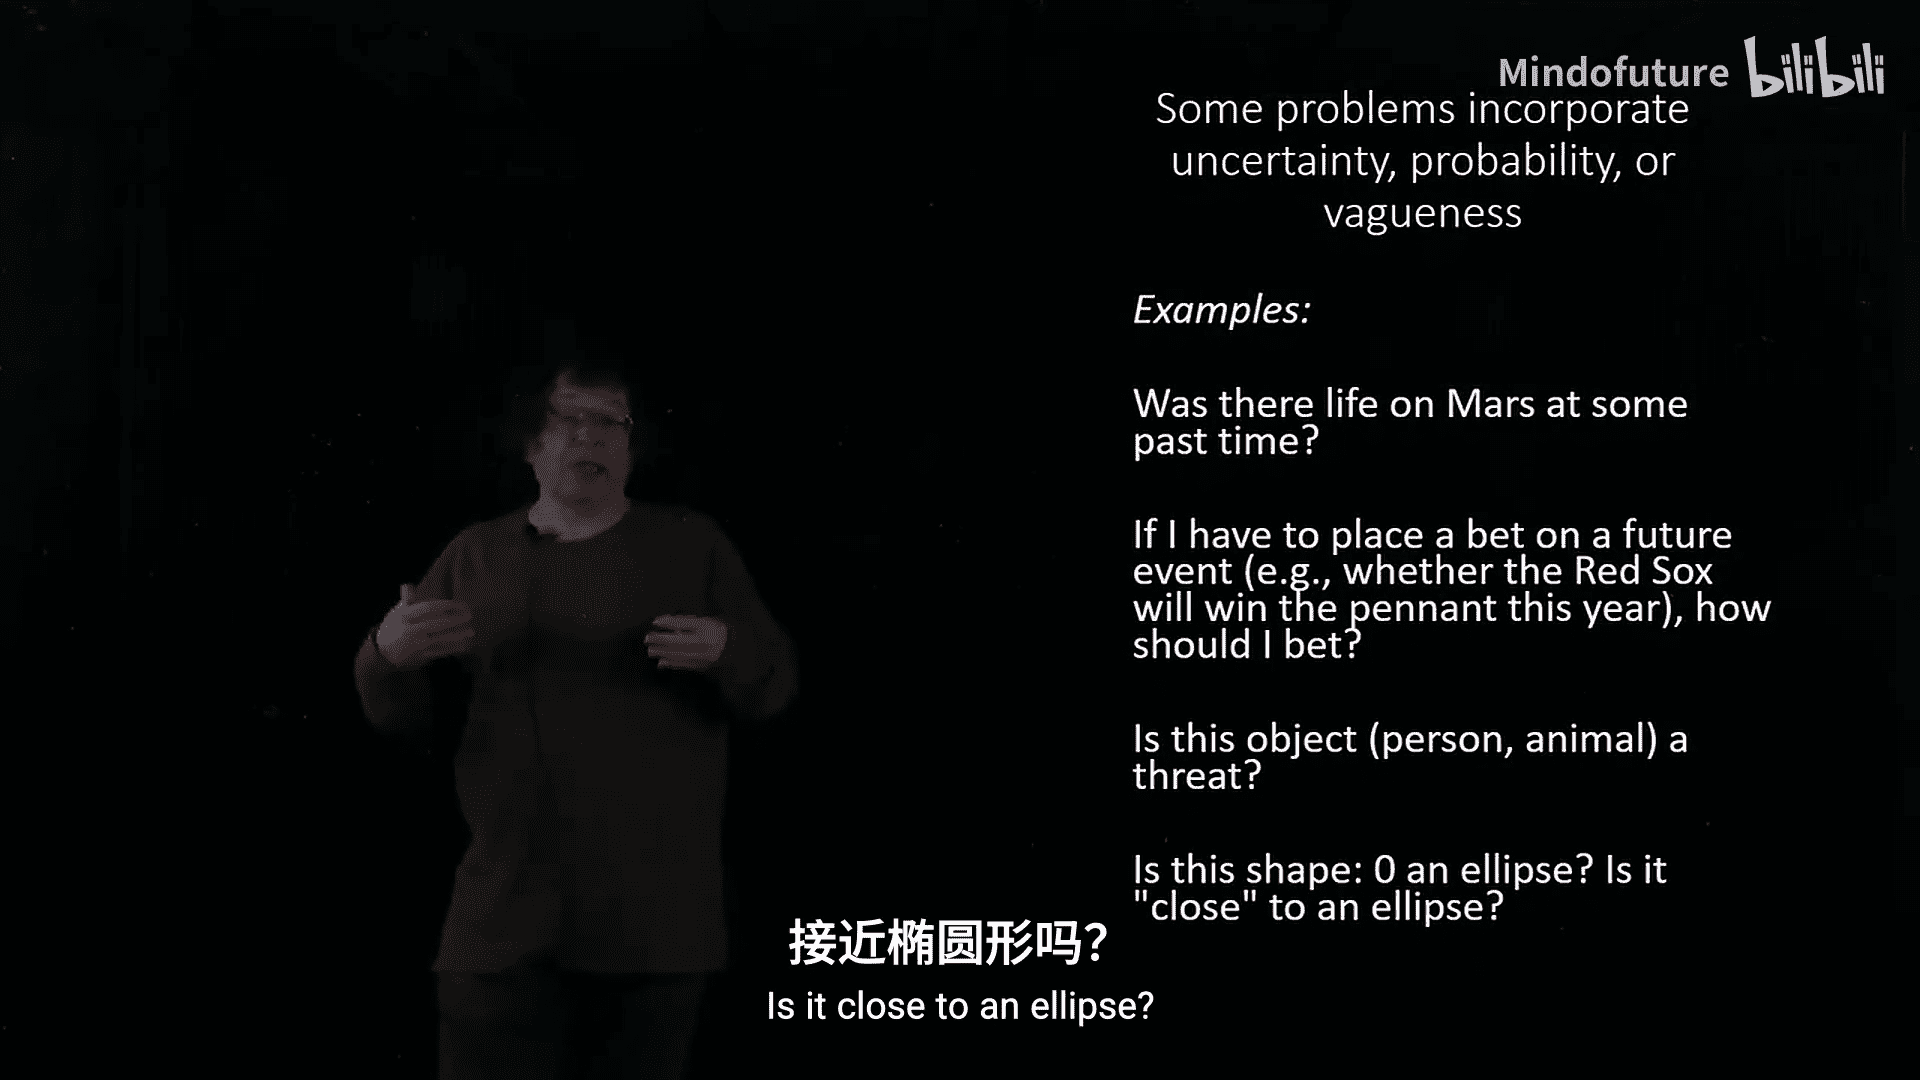 Mindofuture bilibili
Some problems incorporate
uncertainty, probability, or
vagueness
Examples:
Was there life on Mars at some
past time?
If I have to place a bet on a future
event (e.g., whether the Red Sox
will win the pennant this year), how
should I bet?
Is this object (person, animal) a
threat?
Is this shape: 0 an ellipse? Is it
"close" to an ellipse?
接近椭圆形吗？
Is it close to an ellipse?